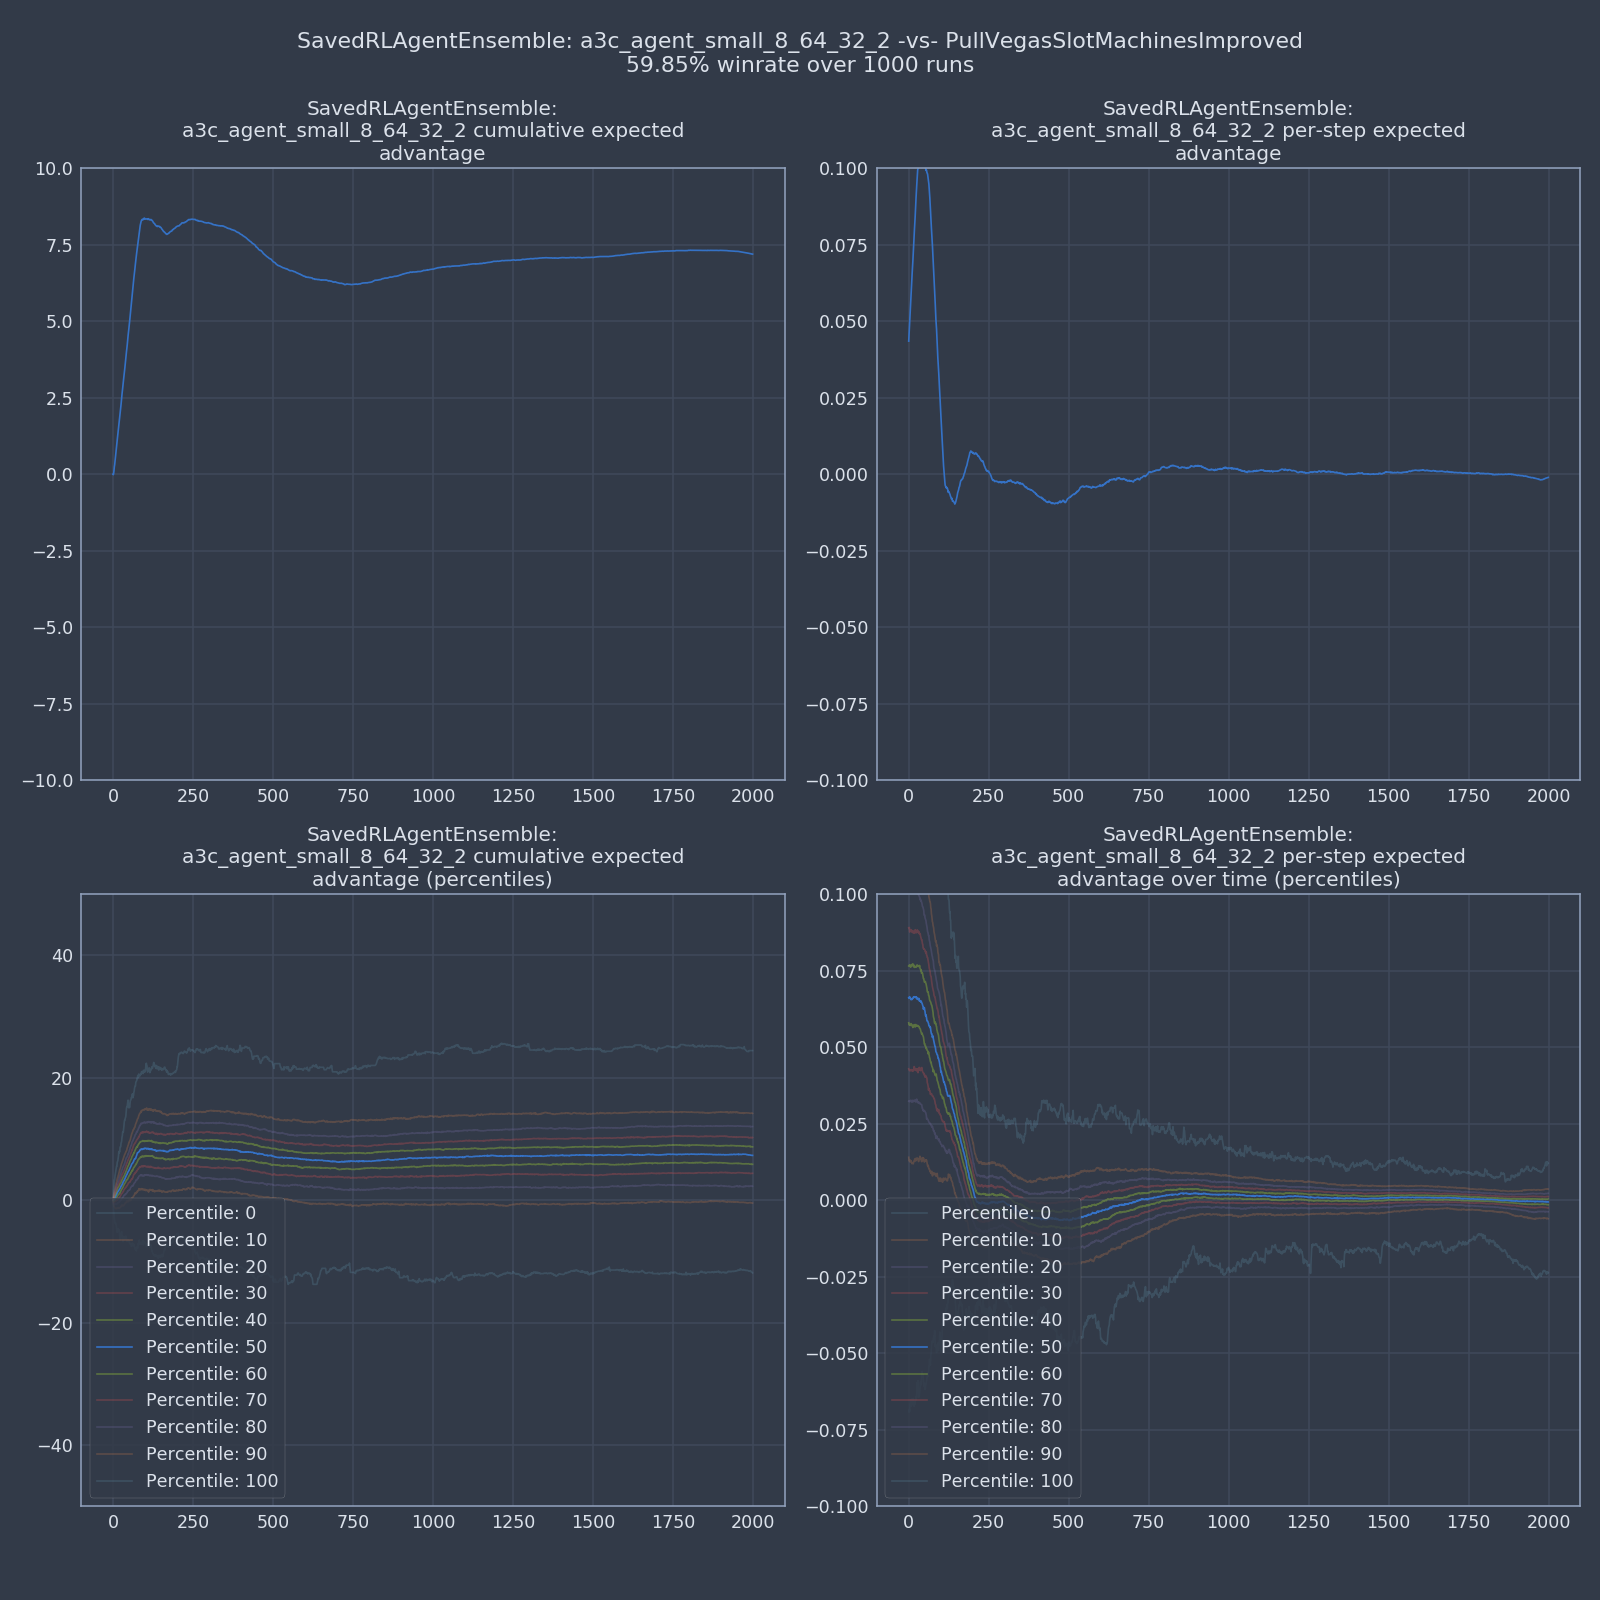 SavedRLAgentEnsemble: a3c_agent_small_8_64_32_2 -vs- PullVegasSlotMachinesImproved
59.85% winrate over 1000 runs
SavedRLAgentEnsemble:
a3c_agent_small_8_64_32_2 cumulative expected
advantage
10.0
7.5
5.0
2.5
0.0
−2.5
−5.0
−7.5
−10.0
0 250 500 750 1000 1250 1500 1750 2000
SavedRLAgentEnsemble:
a3c_agent_small_8_64_32_2 per-step expected
advantage
0.100
0.075
0.050
0.025
0.000
−0.025
−0.050
−0.075
−0.100
0 250 500 750 1000 1250 1500 1750 2000
SavedRLAgentEnsemble:
a3c_agent_small_8_64_32_2 cumulative expected
advantage (percentiles)
40
20
0
−20
−40
Percentile: 0
Percentile: 10
Percentile: 20
Percentile: 30
Percentile: 40
Percentile: 50
Percentile: 60
Percentile: 70
Percentile: 80
Percentile: 90
Percentile: 100
0 250 500 750 1000 1250 1500 1750 2000
SavedRLAgentEnsemble:
a3c_agent_small_8_64_32_2 per-step expected
advantage over time (percentiles)
0.100
0.075
0.050
0.025
0.000
−0.025
−0.050
−0.075
−0.100
Percentile: 0
Percentile: 10
Percentile: 20
Percentile: 30
Percentile: 40
Percentile: 50
Percentile: 60
Percentile: 70
Percentile: 80
Percentile: 90
Percentile: 100
0 250 500 750 1000 1250 1500 1750 2000